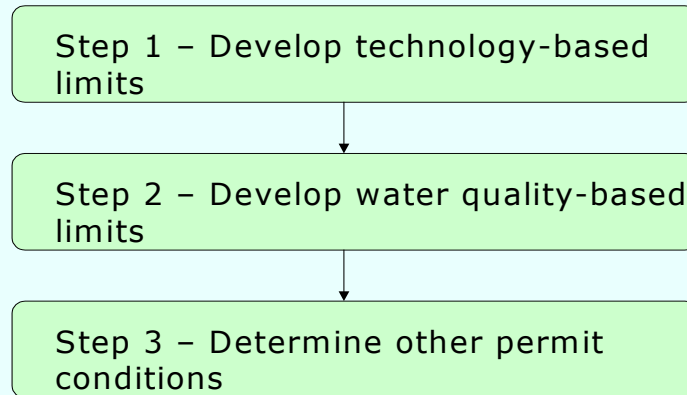 Step 1 – Develop technology-based
limits
Step 2 – Develop water quality-based
limits
Step 3 – Determine other permit
conditions